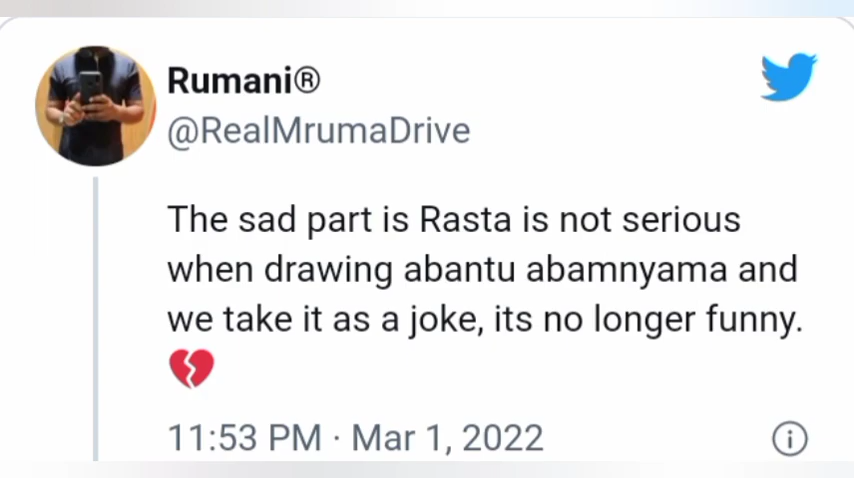 Rumani®
@RealMrumaDrive
The sad part is Rasta is not serious
when drawing abantu abamnyama and
we take it as a joke, its no longer funny.
💔
11:53 PM · Mar 1, 2022